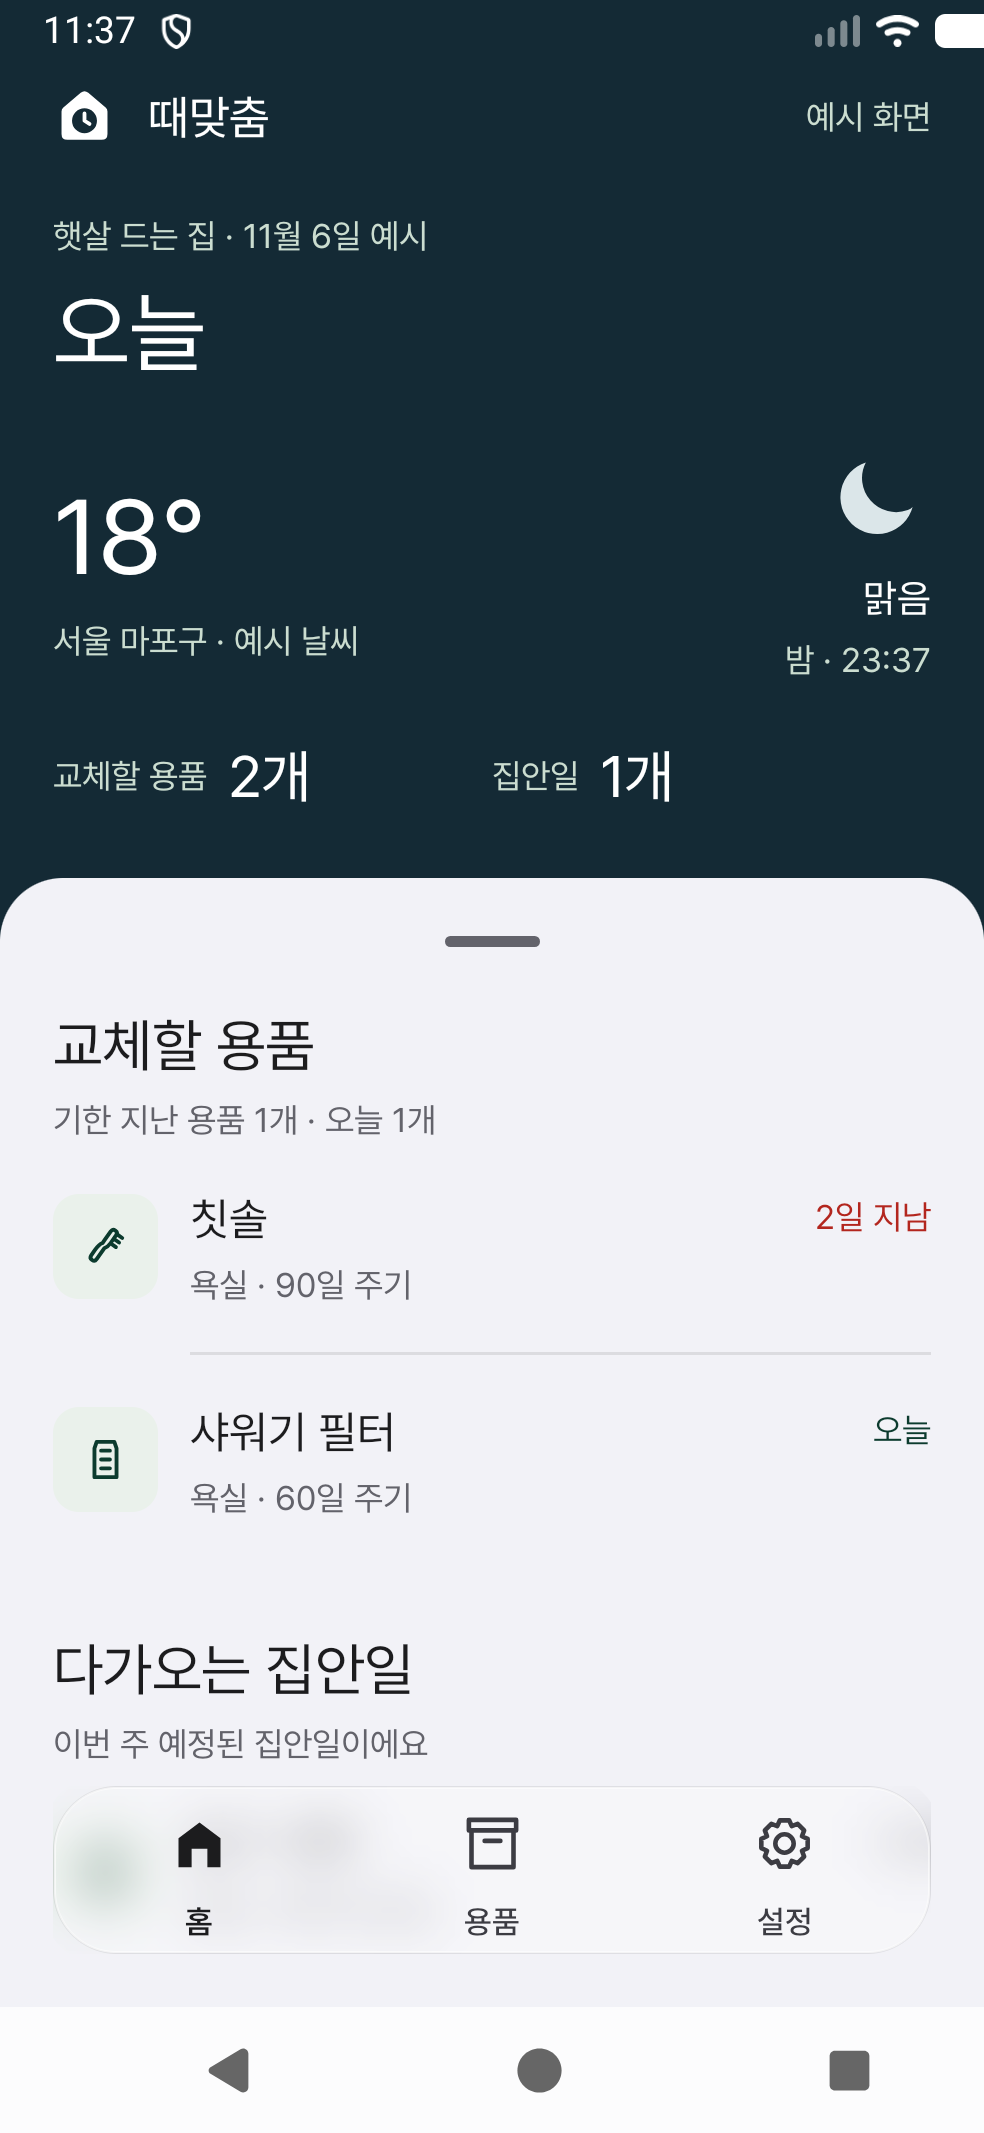 11:37
때맞춤
예시 화면
햇살 드는 집 · 11월 6일 예시
오늘
18°
맑음
서울 마포구 · 예시 날씨
밤 · 23:37
교체할 용품 2개
집안일 1개
교체할 용품
기한 지난 용품 1개 · 오늘 1개
칫솔
2일 지남
욕실 · 90일 주기
샤워기 필터
오늘
욕실 · 60일 주기
다가오는 집안일
이번 주 예정된 집안일이에요
홈
용품
설정